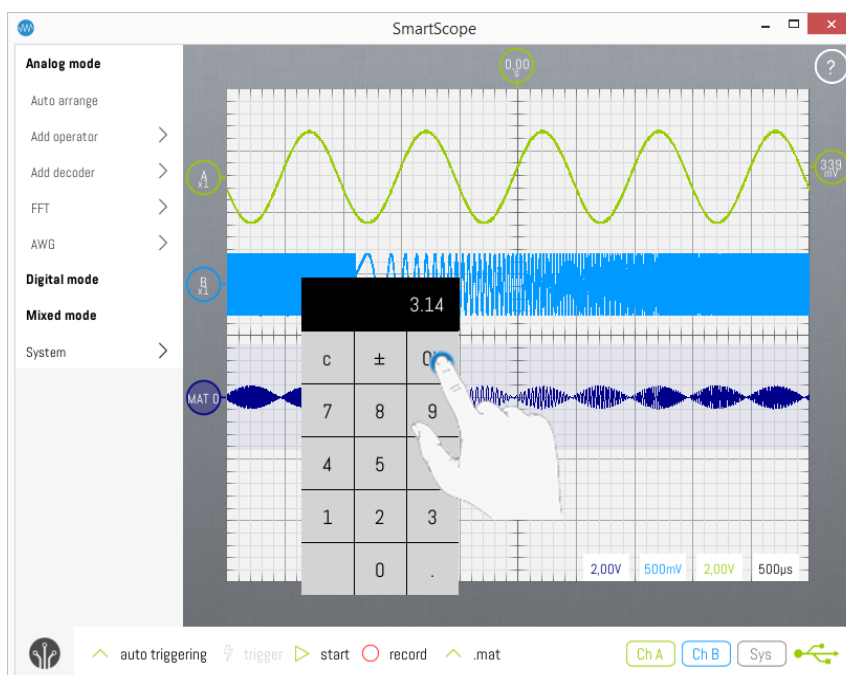 SmartScope
Analog mode
Auto arrange
Add operator
Add decoder
FFT
AWG
Digital mode
Mixed mode
System
0,00
s
?
A
x1
339
mV
B
x1
MAT 0
3.14
C
±
7 8 9
4 5
1 2 3
0 .
2,00V 500mV 2,00V 500µs
auto triggering trigger start record .mat
Ch A Ch B Sys